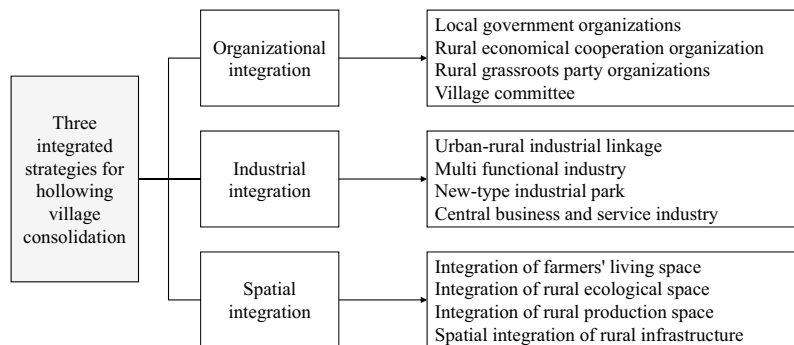 Three
integrated
strategies for
hollowing
village
consolidation
Organizational
integration
Local government organizations
Rural economical cooperation organization
Rural grassroots party organizations
Village committee
Industrial
integration
Urban-rural industrial linkage
Multi functional industry
New-type industrial park
Central business and service industry
Spatial
integration
Integration of farmers' living space
Integration of rural ecological space
Integration of rural production space
Spatial integration of rural infrastructure